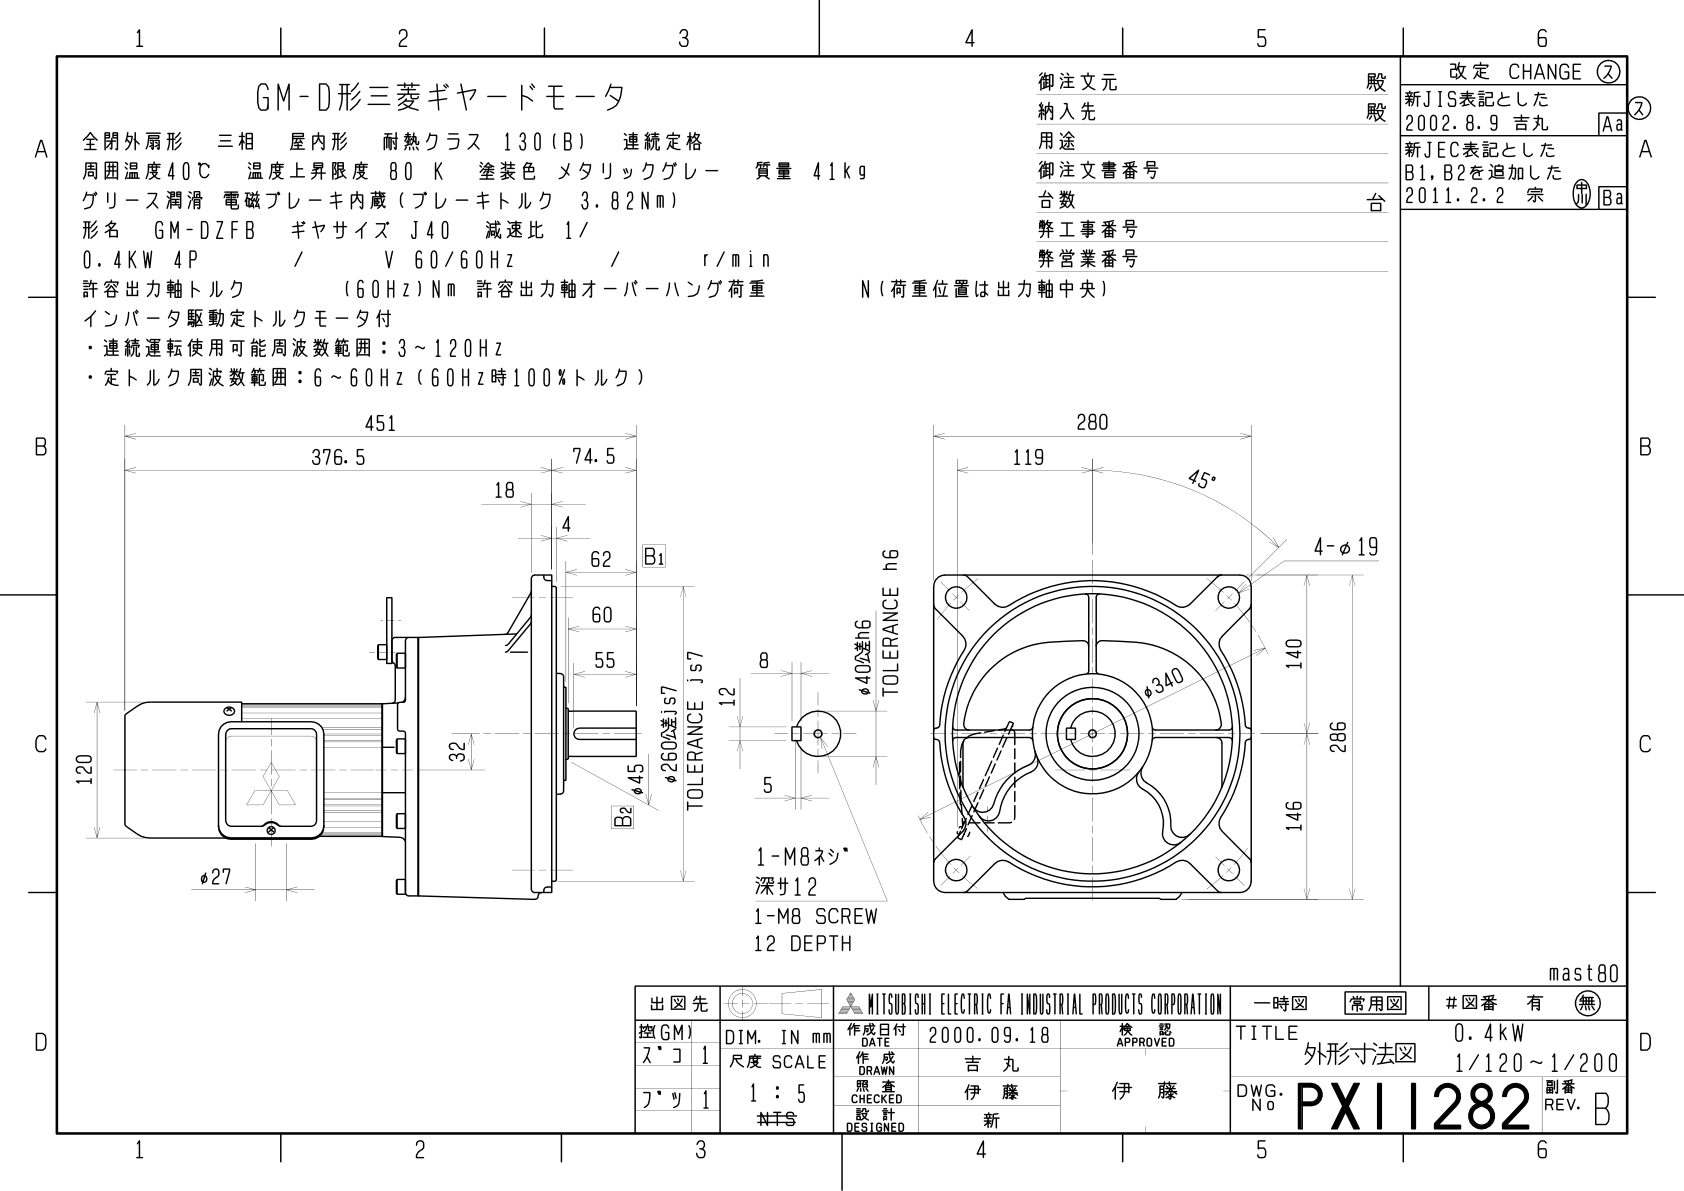 1 2 3 4 5 6
GM-D形三菱ギヤードモータ
全閉外扇形 三相 屋内形 耐熱クラス 130(B) 連続定格
周囲温度40℃ 温度上昇限度 80 K 塗装色 メタリックグレー 質量 41kg
グリース潤滑 電磁ブレーキ内蔵(ブレーキトルク 3.82Nm)
形名 GM-DZFB ギヤサイズ J40 減速比 1/
0.4KW 4P / V 60/60Hz / r/min
許容出力軸トルク (60Hz)Nm 許容出力軸オーバーハング荷重 N(荷重位置は出力軸中央)
インバータ駆動定トルクモータ付
・連続運転使用可能周波数範囲:3~120Hz
・定トルク周波数範囲:6~60Hz(60Hz時100%トルク)
御注文元 殿
納入先 殿
用途
御注文書番号
台数 台
弊工事番号
弊営業番号
改定 CHANGE ス
新JIS表記とした
2002.8.9 吉丸 Aa
ス
新JEC表記とした
B1,B2を追加した
2011.2.2 宗 中川 Ba
A A
B B
C C
D D
451
376.5 74.5
18
4
62 B1
60
55
120
32
φ27
φ45
B2
φ260公差js7
TOLERANCE js7
8
12
5
φ40公差h6
TOLERANCE h6
1-M8ネジ
深サ12
1-M8 SCREW
12 DEPTH
280
119
45°
4-φ19
φ340
140
286
146
mast80
出図先
控(GM)
ズコ 1
ブツ 1
MITSUBISHI ELECTRIC FA INDUSTRIAL PRODUCTS CORPORATION
一時図 常用図 #図番 有 無
DIM. IN mm
尺度 SCALE
1 : 5
NTS
作成日付 DATE 2000.09.18
作成 DRAWN 吉丸
照査 CHECKED 伊藤
設計 DESIGNED 新
検認 APPROVED
伊藤
TITLE
外形寸法図
0.4kW
1/120~1/200
DWG. No PX11282
副番 REV. B
1 2 3 4 5 6